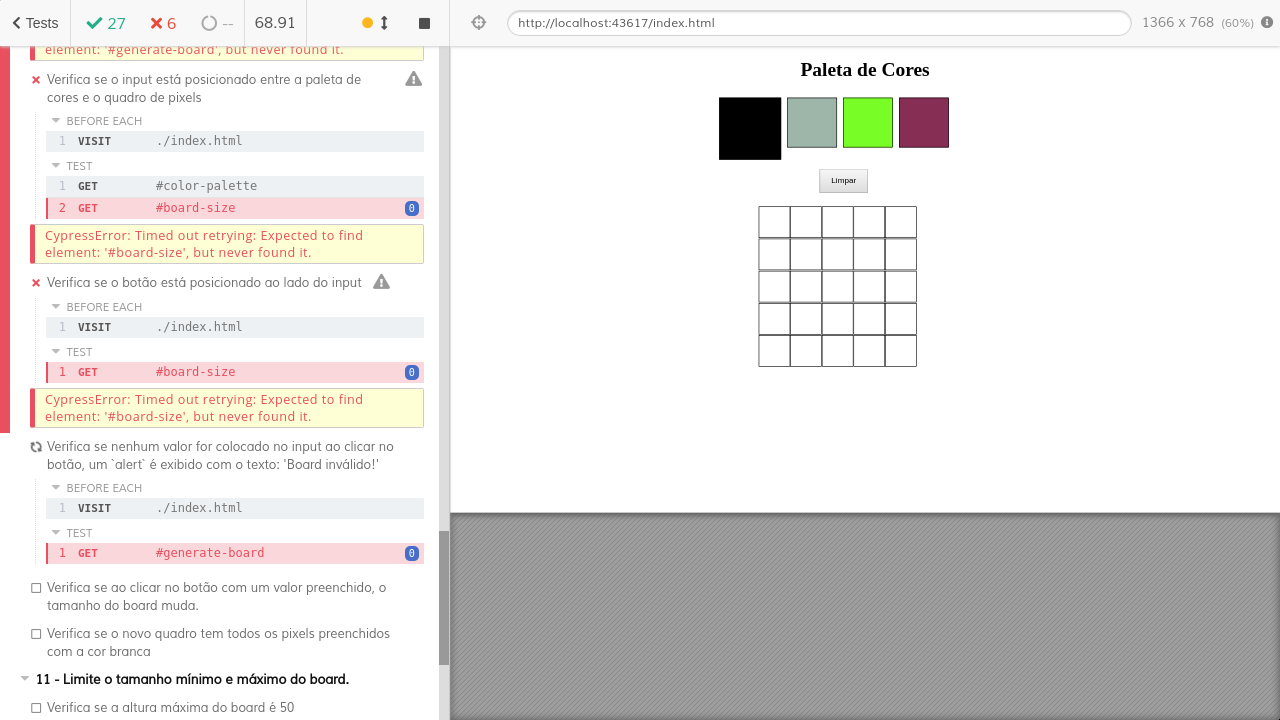 Tests
27
6
--
68.91
http://localhost:43617/index.html
1366 x 768 (60%)
element: '#generate-board', but never found it.
Verifica se o input está posicionado entre a paleta de
cores e o quadro de pixels
BEFORE EACH
1 VISIT ./index.html
TEST
1 GET #color-palette
2 GET #board-size 0
CypressError: Timed out retrying: Expected to find
element: '#board-size', but never found it.
Verifica se o botão está posicionado ao lado do input
BEFORE EACH
1 VISIT ./index.html
TEST
1 GET #board-size 0
CypressError: Timed out retrying: Expected to find
element: '#board-size', but never found it.
Verifica se nenhum valor for colocado no input ao clicar no
botão, um `alert` é exibido com o texto: 'Board inválido!'
BEFORE EACH
1 VISIT ./index.html
TEST
1 GET #generate-board 0
Verifica se ao clicar no botão com um valor preenchido, o
tamanho do board muda.
Verifica se o novo quadro tem todos os pixels preenchidos
com a cor branca
11 - Limite o tamanho mínimo e máximo do board.
Verifica se a altura máxima do board é 50
Paleta de Cores
Limpar